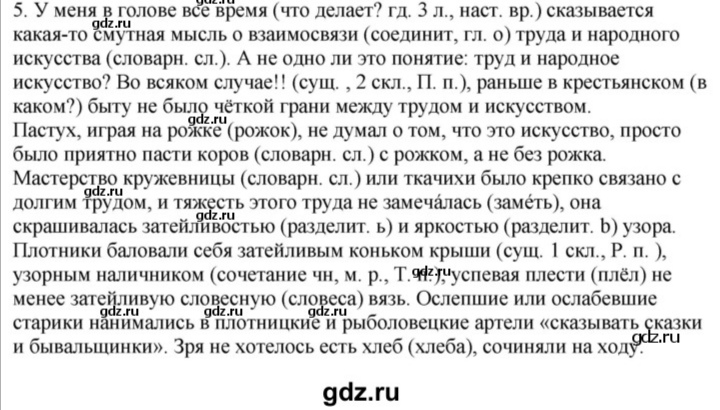 5. У меня в голове все время (что делает? гд. 3 л., наст. вр.) сказывается
какая-то смутная мысль о взаимосвязи (соединит, гл. о) труда и народного
искусства (словарн. сл.). А не одно ли это понятие: труд и народное
искусство? Во всяком случае!! (сущ. , 2 скл., П. п.), раньше в крестьянском (в
каком?) быту не было чёткой грани между трудом и искусством.
Пастух, играя на рожке (рожок), не думал о том, что это искусство, просто
было приятно пасти коров (словарн. сл.) с рожком, а не без рожка.
Мастерство кружевницы (словарн. сл.) или ткачихи было крепко связано с
долгим трудом, и тяжесть этого труда не замеча́лась (заме́ть), она
скрашивалась затейливостью (разделит. ь) и яркостью (разделит. b) узора.
Плотники баловали себя затейливым коньком крыши (сущ. 1 скл., Р. п. ),
узорным наличником (сочетание чн, м. р., Т. п.), успевая плести (плёл) не
менее затейливую словесную (словеса) вязь. Ослепшие или ослабевшие
старики нанимались в плотницкие и рыболовецкие артели «сказывать сказки
и бывальщинки». Зря не хотелось есть хлеб (хлеба), сочиняли на ходу.
gdz.ru